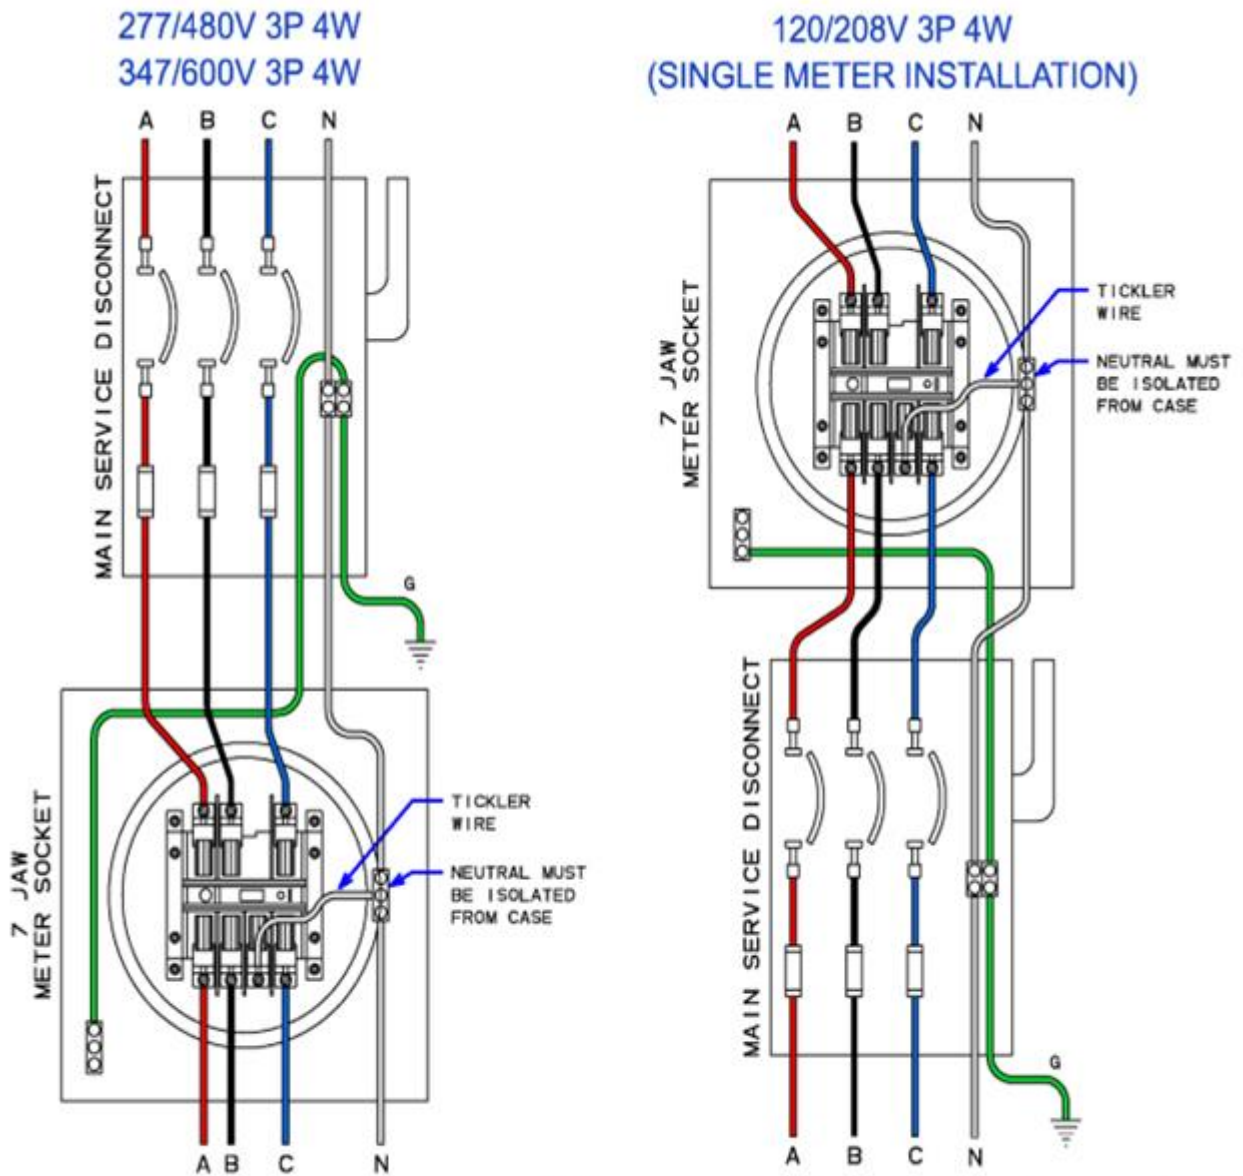 277/480V 3P 4W
347/600V 3P 4W
A B C N
MAIN SERVICE DISCONNECT
G
7 JAW
METER SOCKET
TICKLER
WIRE
NEUTRAL MUST
BE ISOLATED
FROM CASE
A B C N
120/208V 3P 4W
(SINGLE METER INSTALLATION)
A B C N
7 JAW
METER SOCKET
TICKLER
WIRE
NEUTRAL MUST
BE ISOLATED
FROM CASE
MAIN SERVICE DISCONNECT
G
A B C N